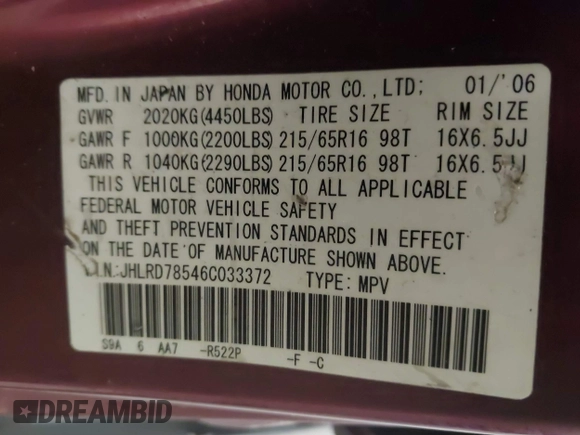 MFD. IN JAPAN BY HONDA MOTOR CO.,LTD; 01/'06
GVWR 2020KG(4450LBS) TIRE SIZE RIM SIZE
GAWR F 1000KG(2200LBS) 215/65R16 98T 16X6.5JJ
GAWR R 1040KG(2290LBS) 215/65R16 98T 16X6.5JJ
THIS VEHICLE CONFORMS TO ALL APPLICABLE
FEDERAL MOTOR VEHICLE SAFETY
AND THEFT PREVENTION STANDARDS IN EFFECT
ON THE DATE OF MANUFACTURE SHOWN ABOVE.
V.I.N.:JHLRD78546C033372 TYPE: MPV
S9A 6 AA7 -R522P -F -C
DREAMBID